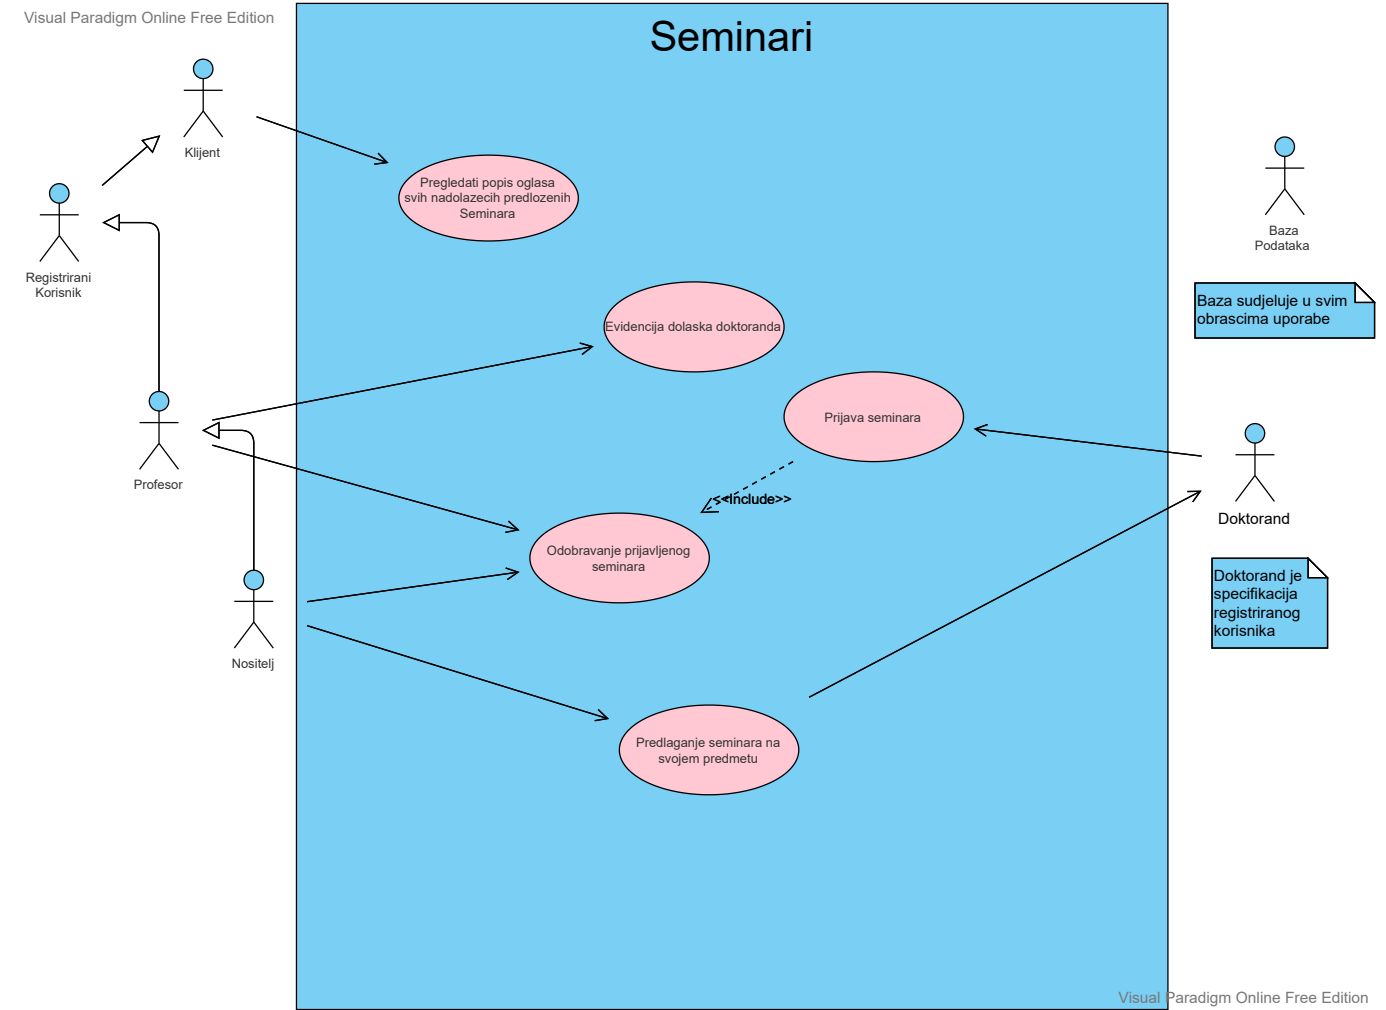 Visual Paradigm Online Free Edition
Seminari
Klijent
Pregledati popis oglasa
svih nadolazecih predlozenih
Seminara
Registrirani
Korisnik
Baza
Podataka
Baza sudjeluje u svim
obrascima uporabe
Evidencija dolaska doktoranda
Prijava seminara
Profesor
<<Include>>
Doktorand
Odobravanje prijavljenog
seminara
Doktorand je
specifikacija
registriranog
korisnika
Nositelj
Predlaganje seminara na
svojem predmetu
Visual Paradigm Online Free Edition